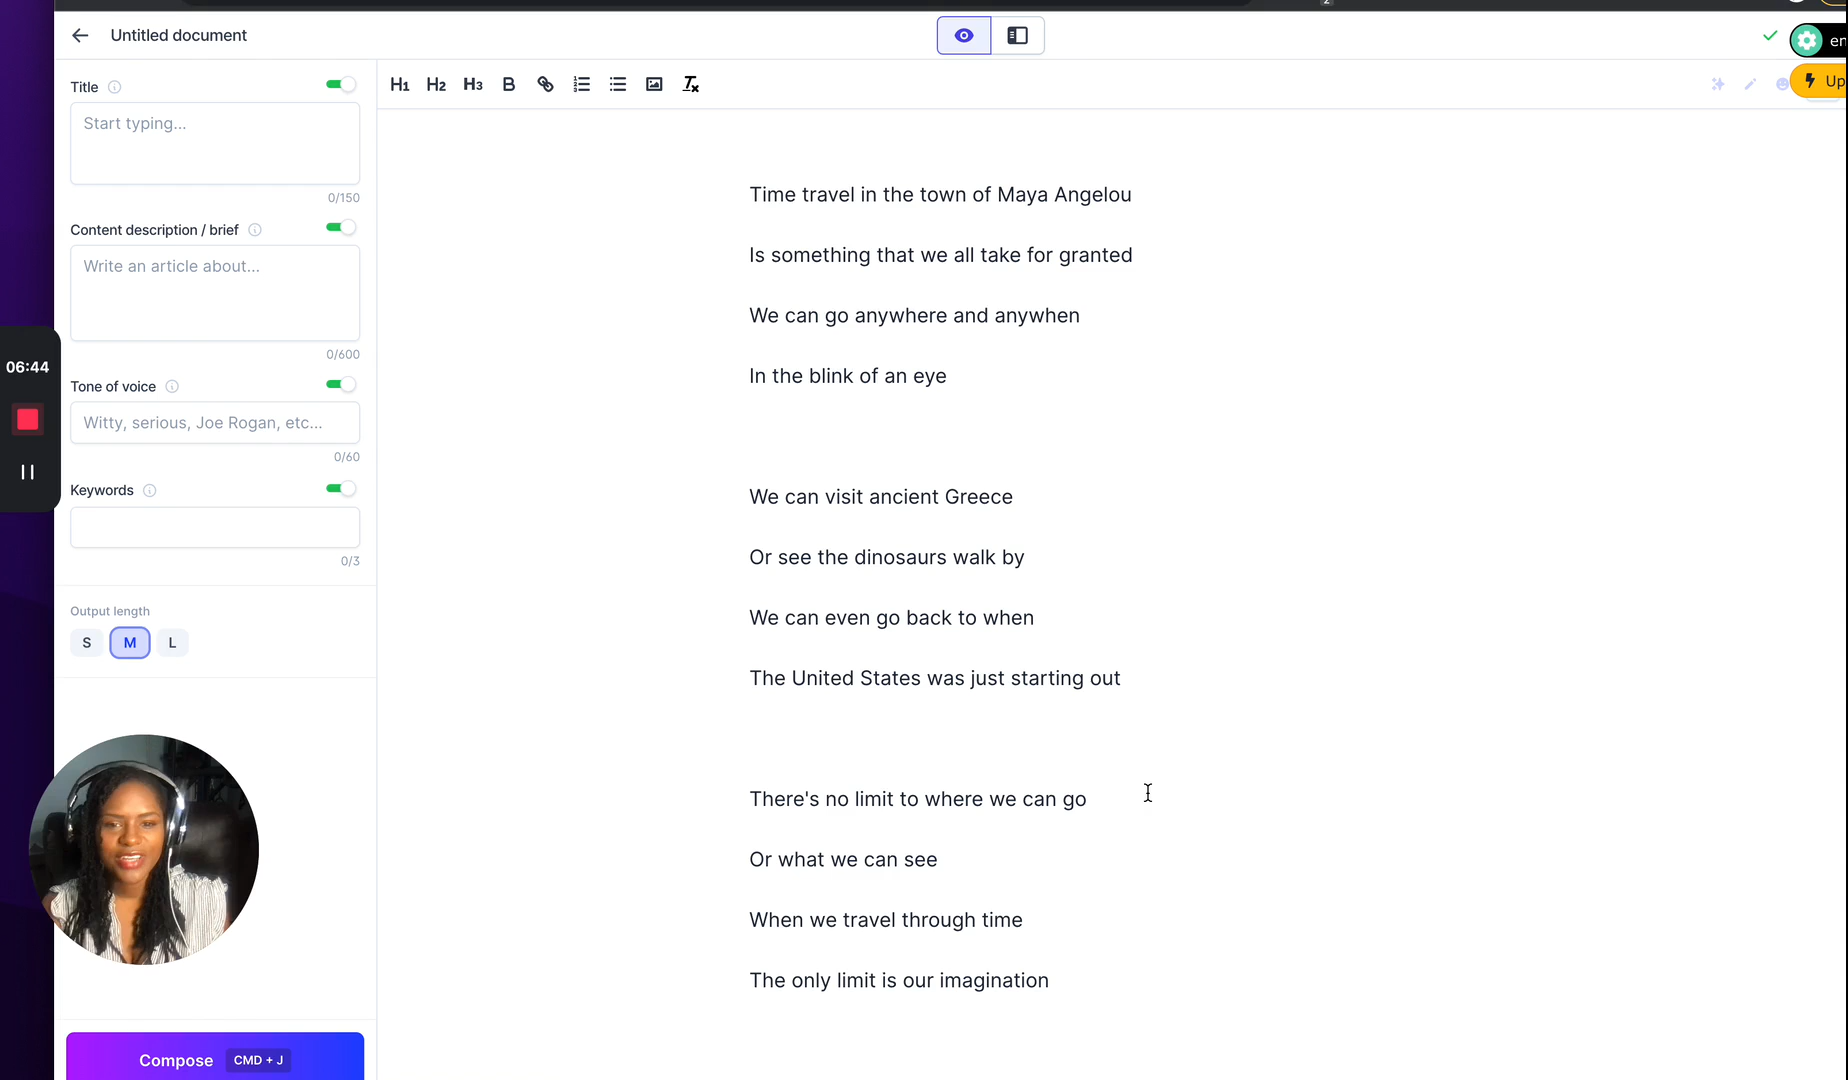 Untitled document
en
Title
Start typing...
0/150
Content description / brief
Write an article about...
0/600
Tone of voice
Witty, serious, Joe Rogan, etc...
0/60
Keywords
0/3
Output length
S M L
Compose CMD + J
06:44
H1 H2 H3 B Tx
Up
Time travel in the town of Maya Angelou
Is something that we all take for granted
We can go anywhere and anywhen
In the blink of an eye
We can visit ancient Greece
Or see the dinosaurs walk by
We can even go back to when
The United States was just starting out
There's no limit to where we can go
Or what we can see
When we travel through time
The only limit is our imagination